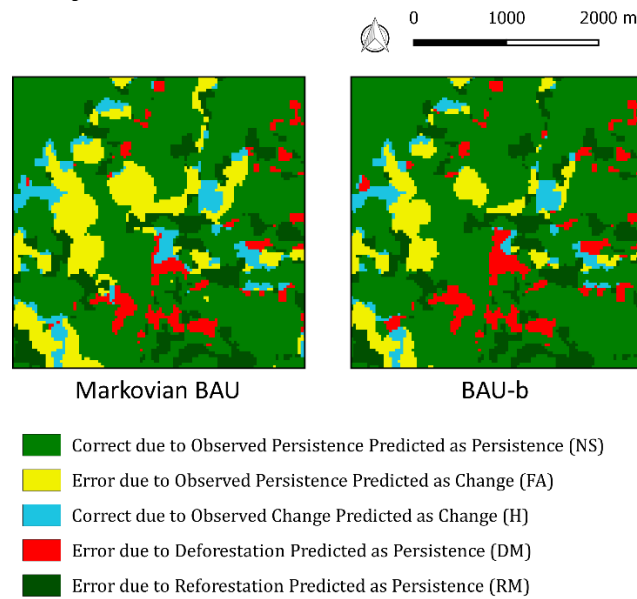 0 1000 2000 m
Markovian BAU BAU-b
Correct due to Observed Persistence Predicted as Persistence (NS)
Error due to Observed Persistence Predicted as Change (FA)
Correct due to Observed Change Predicted as Change (H)
Error due to Deforestation Predicted as Persistence (DM)
Error due to Reforestation Predicted as Persistence (RM)